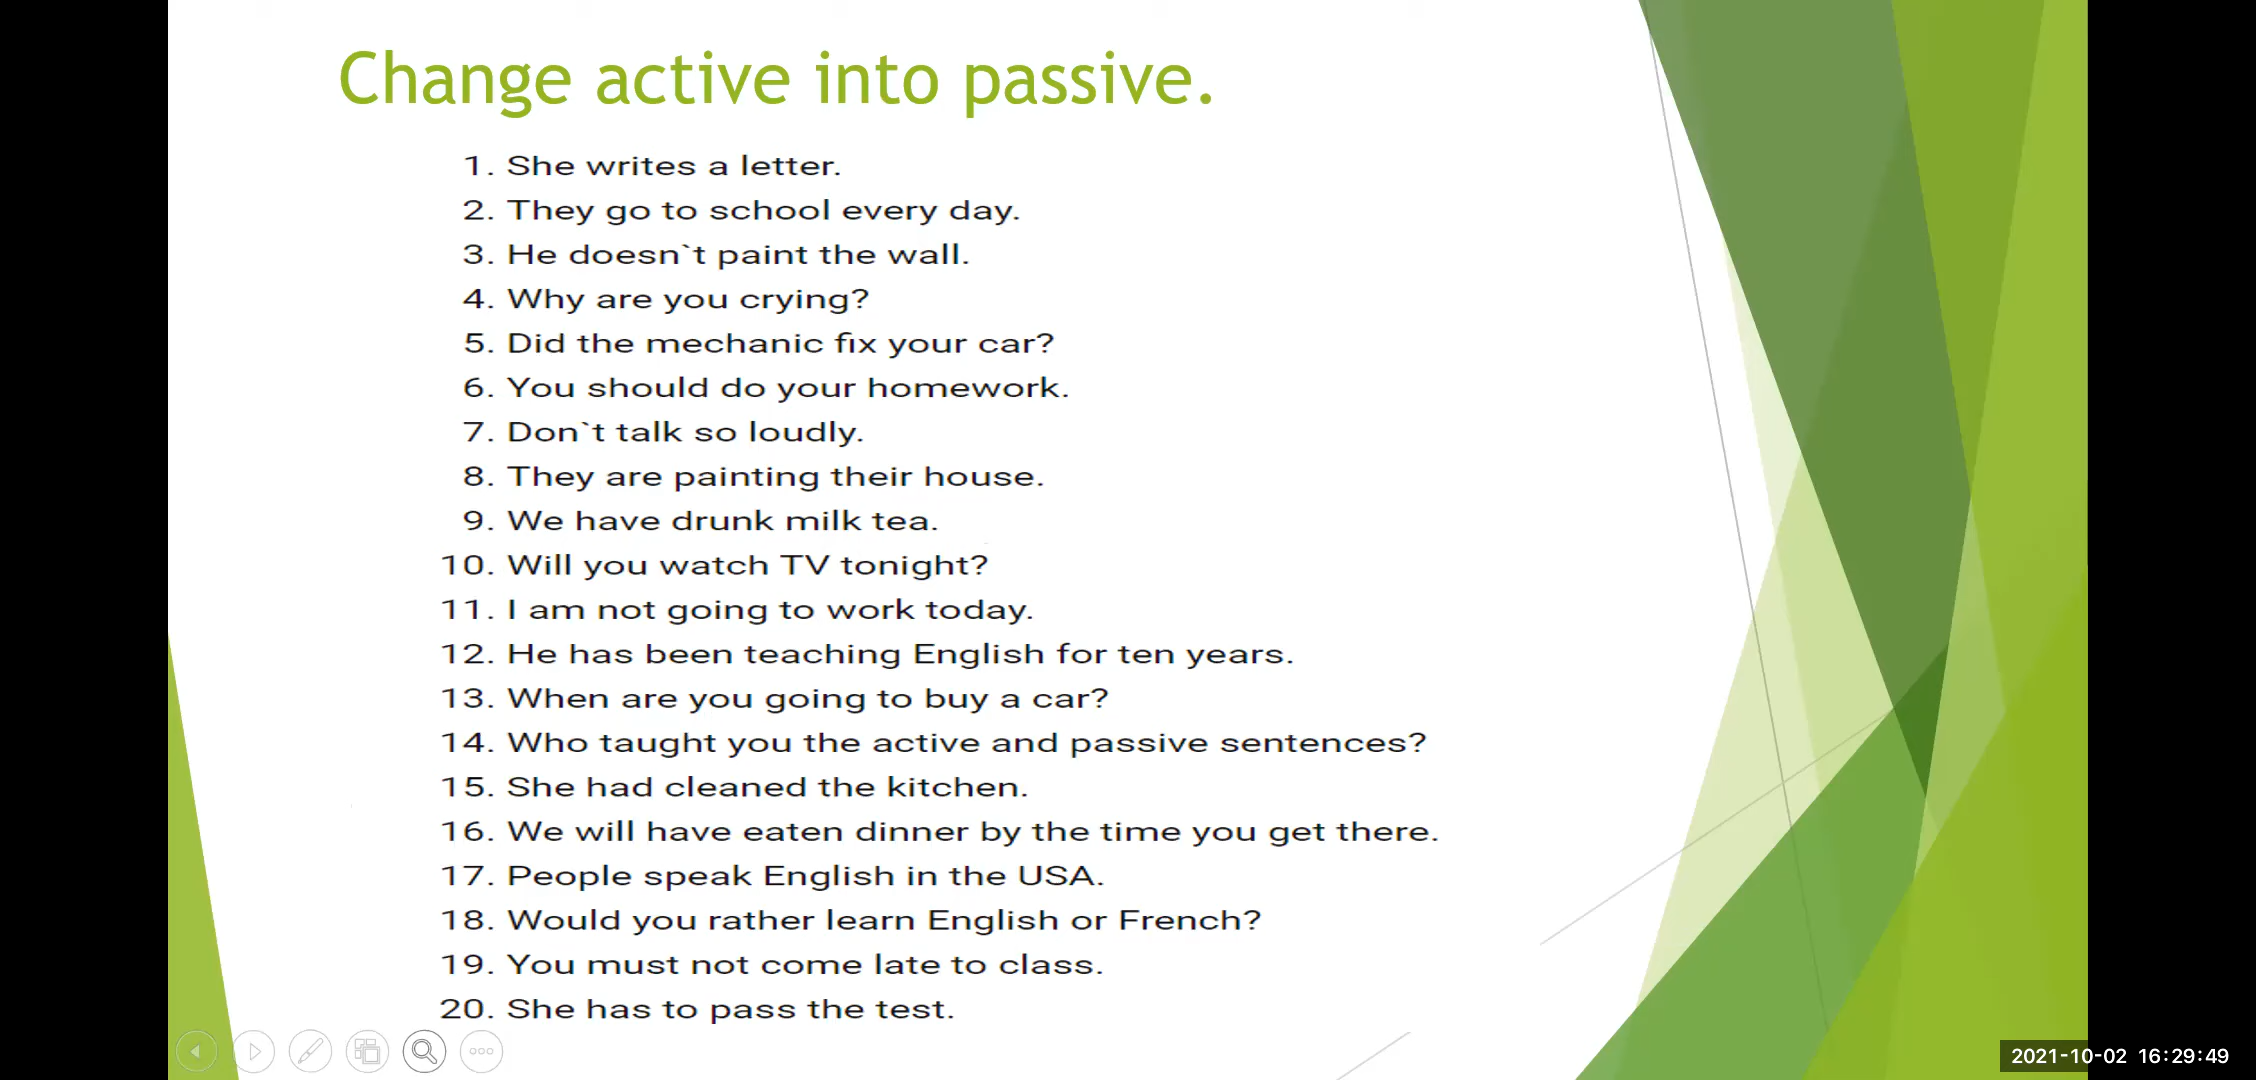 Change active into passive.
1. She writes a letter.
2. They go to school every day.
3. He doesn`t paint the wall.
4. Why are you crying?
5. Did the mechanic fix your car?
6. You should do your homework.
7. Don`t talk so loudly.
8. They are painting their house.
9. We have drunk milk tea.
10. Will you watch TV tonight?
11. I am not going to work today.
12. He has been teaching English for ten years.
13. When are you going to buy a car?
14. Who taught you the active and passive sentences?
15. She had cleaned the kitchen.
16. We will have eaten dinner by the time you get there.
17. People speak English in the USA.
18. Would you rather learn English or French?
19. You must not come late to class.
20. She has to pass the test.
2021-10-02 16:29:49